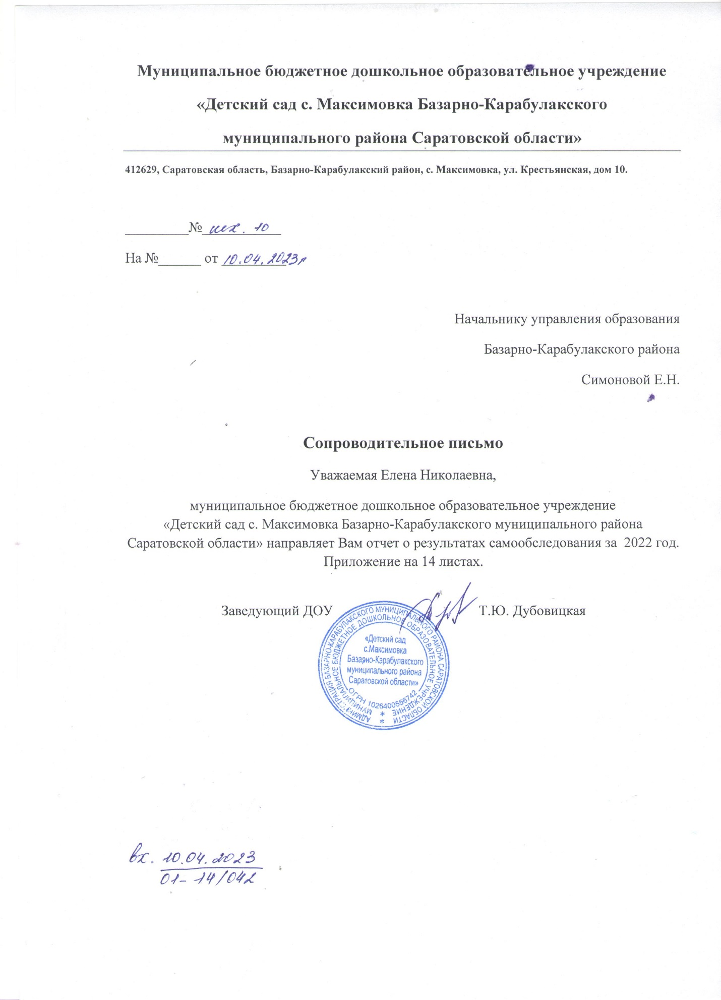 Муниципальное бюджетное дошкольное образовательное учреждение
«Детский сад с. Максимовка Базарно-Карабулакского
муниципального района Саратовской области»
412629, Саратовская область, Базарно-Карабулакский район, с. Максимовка, ул. Крестьянская, дом 10.
_________№ исх. 10
На №______ от 10.04.2023г
Начальнику управления образования
Базарно-Карабулакского района
Симоновой Е.Н.
Сопроводительное письмо
Уважаемая Елена Николаевна,
муниципальное бюджетное дошкольное образовательное учреждение
«Детский сад с. Максимовка Базарно-Карабулакского муниципального района
Саратовской области» направляет Вам отчет о результатах самообследования за 2022 год.
Приложение на 14 листах.
Заведующий ДОУ Т.Ю. Дубовицкая
АДМИНИСТРАЦИЯ БАЗАРНО-КАРАБУЛАКСКОГО МУНИЦИПАЛЬНОГО РАЙОНА САРАТОВСКОЙ ОБЛАСТИ
МУНИЦИПАЛЬНОЕ БЮДЖЕТНОЕ ДОШКОЛЬНОЕ ОБРАЗОВАТЕЛЬНОЕ УЧРЕЖДЕНИЕ
«Детский сад
с.Максимовка
Базарно-Карабулакского
муниципального района
Саратовской области»
ОГРН 1026400556742
вх. 10.04.2023
01-14/042